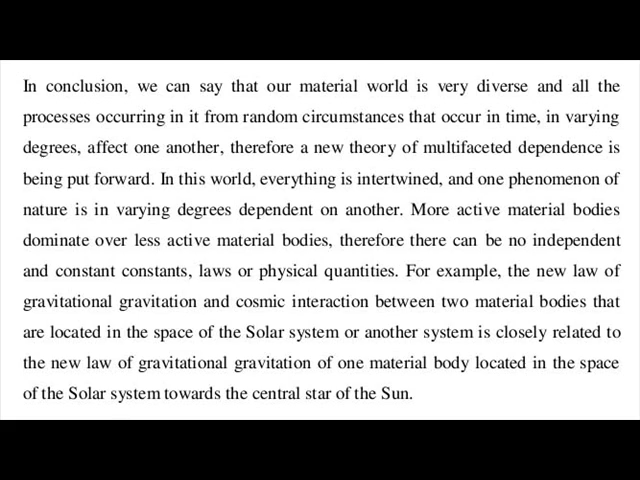 In conclusion, we can say that our material world is very diverse and all the
processes occurring in it from random circumstances that occur in time, in varying
degrees, affect one another, therefore a new theory of multifaceted dependence is
being put forward. In this world, everything is intertwined, and one phenomenon of
nature is in varying degrees dependent on another. More active material bodies
dominate over less active material bodies, therefore there can be no independent
and constant constants, laws or physical quantities. For example, the new law of
gravitational gravitation and cosmic interaction between two material bodies that
are located in the space of the Solar system or another system is closely related to
the new law of gravitational gravitation of one material body located in the space
of the Solar system towards the central star of the Sun.